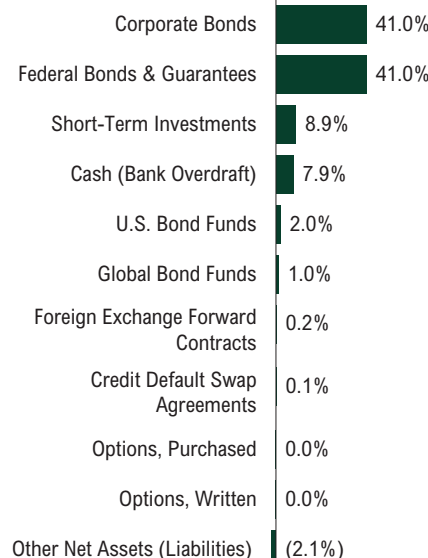 Corporate Bonds 41.0%
Federal Bonds & Guarantees 41.0%
Short-Term Investments 8.9%
Cash (Bank Overdraft) 7.9%
U.S. Bond Funds 2.0%
Global Bond Funds 1.0%
Foreign Exchange Forward
Contracts 0.2%
Credit Default Swap
Agreements 0.1%
Options, Purchased 0.0%
Options, Written 0.0%
Other Net Assets (Liabilities) (2.1%)